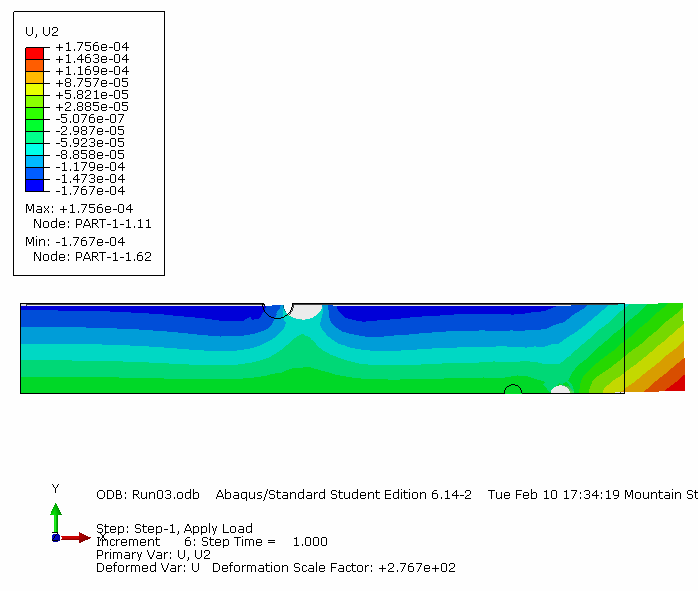 U, U2
+1.756e-04
+1.463e-04
+1.169e-04
+8.757e-05
+5.821e-05
+2.885e-05
-5.076e-07
-2.987e-05
-5.923e-05
-8.858e-05
-1.179e-04
-1.473e-04
-1.767e-04
Max: +1.756e-04
Node: PART-1-1.11
Min: -1.767e-04
Node: PART-1-1.62
Y
X
ODB: Run03.odb Abaqus/Standard Student Edition 6.14-2 Tue Feb 10 17:34:19 Mountain St
Step: Step-1, Apply Load
Increment 6: Step Time = 1.000
Primary Var: U, U2
Deformed Var: U Deformation Scale Factor: +2.767e+02